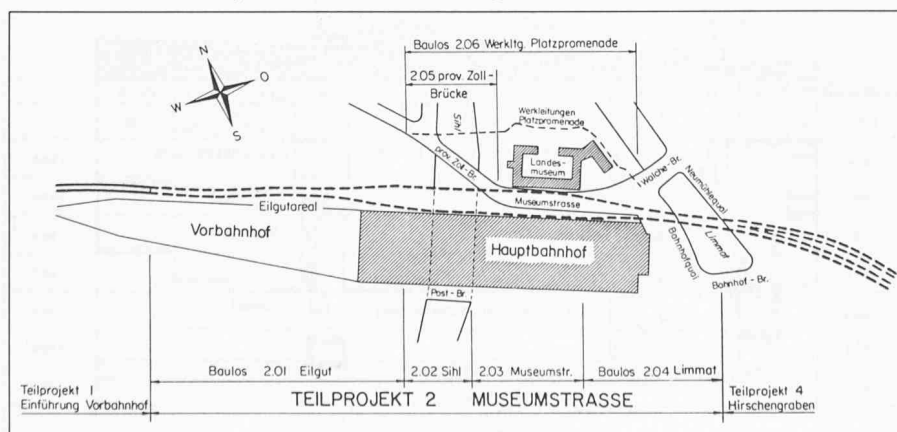 Baulos 2.06 Werkltg. Platzpromenade
2.05 prov. Zoll-
Brücke
N
O
W
S
Sihl
Werkleitungen
Platzpromenade
prov. Zoll-Br.
Landes-
museum
Walche-Br.
Neumühlequai
Museumstrasse
Eilgutareal
Vorbahnhof
Hauptbahnhof
Limmat
Bahnhofquai
Bahnhof-Br.
Post-Br.
Baulos 2.01 Eilgut
2.02 Sihl
2.03 Museumstr.
Baulos 2.04 Limmat
Teilprojekt 1
Einführung Vorbahnhof
TEILPROJEKT 2 MUSEUMSTRASSE
Teilprojekt 4
Hirschengraben